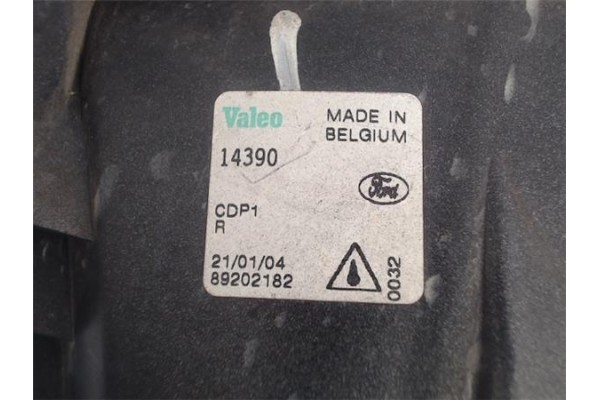 Valeo
MADE IN
BELGIUM
14390
Ford
CDP1
R
21/01/04
89202182
0032